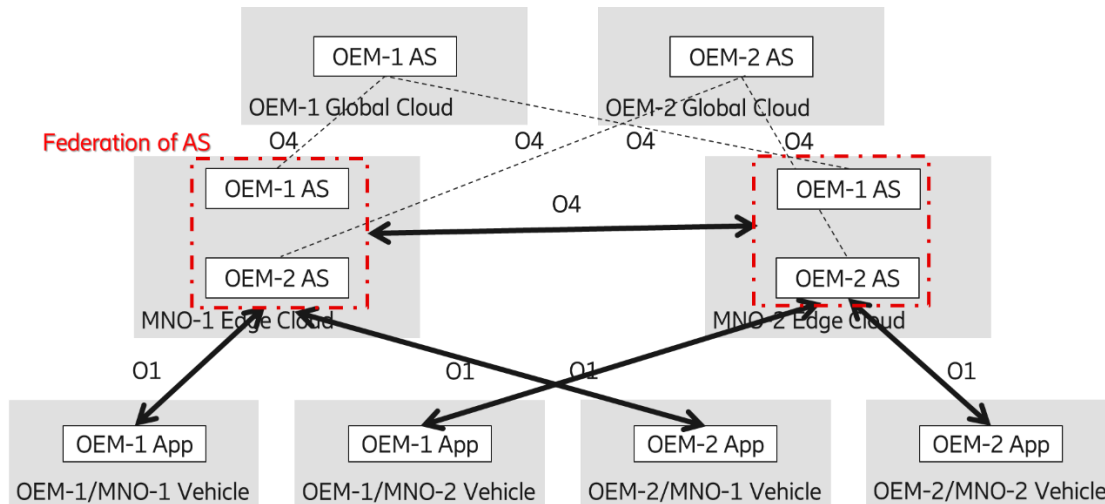 OEM-1 AS
OEM-2 AS
OEM-1 Global Cloud
OEM-2 Global Cloud
Federation of AS
O4
O4
O4
O4
OEM-1 AS
OEM-1 AS
O4
OEM-2 AS
OEM-2 AS
MNO-1 Edge Cloud
MNO-2 Edge Cloud
O1
O1
O1
O1
OEM-1 App
OEM-1 App
OEM-2 App
OEM-2 App
OEM-1/MNO-1 Vehicle
OEM-1/MNO-2 Vehicle
OEM-2/MNO-1 Vehicle
OEM-2/MNO-2 Vehicle